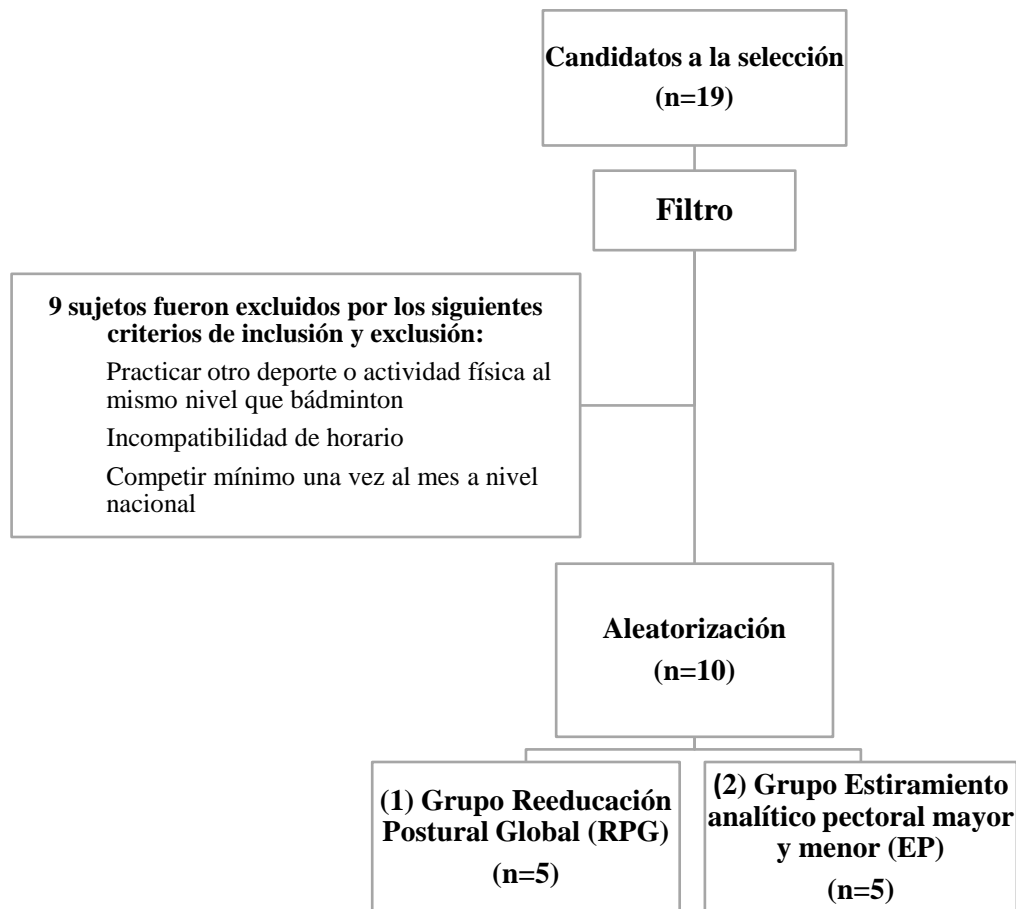 Candidatos a la selección
(n=19)
Filtro
9 sujetos fueron excluidos por los siguientes
criterios de inclusión y exclusión:
Practicar otro deporte o actividad física al
mismo nivel que bádminton
Incompatibilidad de horario
Competir mínimo una vez al mes a nivel
nacional
Aleatorización
(n=10)
(1) Grupo Reeducación
Postural Global (RPG)
(n=5)
(2) Grupo Estiramiento
analítico pectoral mayor
y menor (EP)
(n=5)